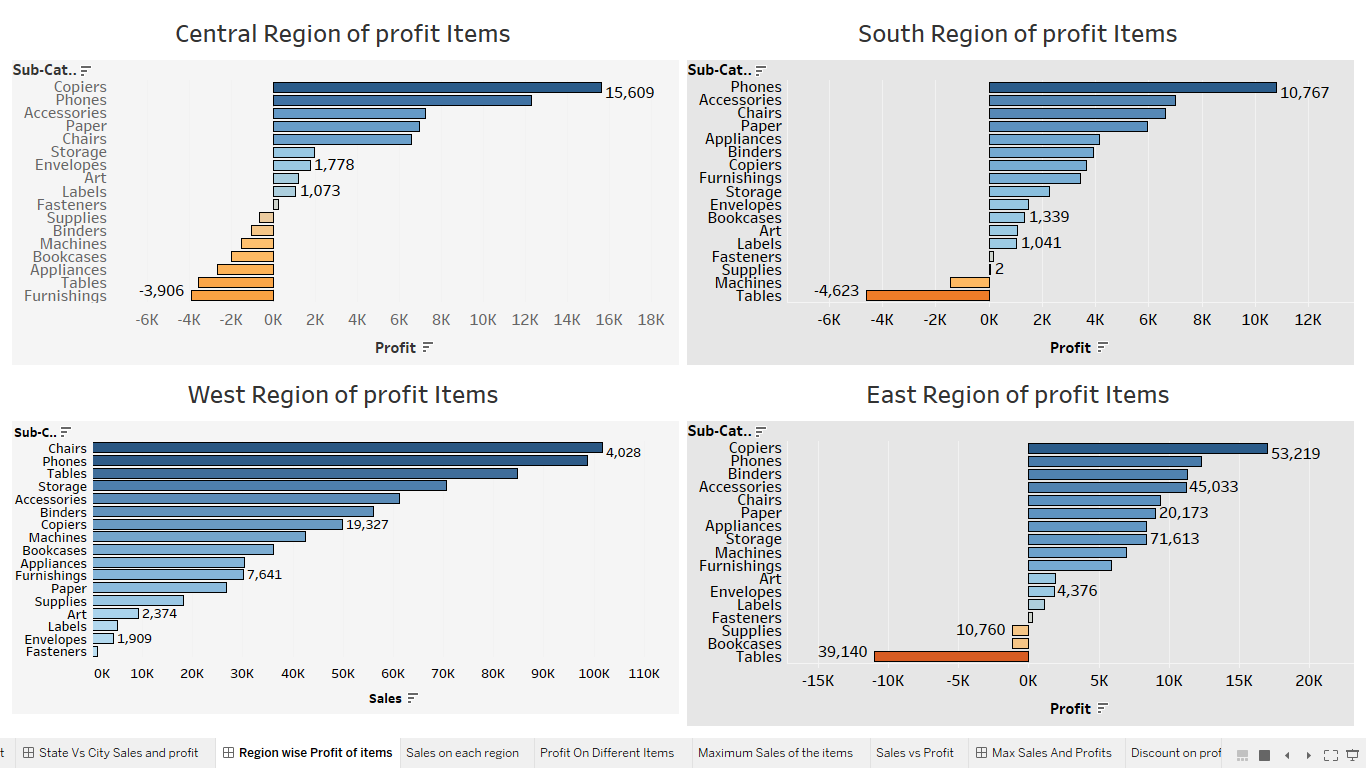 Central Region of profit Items
Sub-Cat..
Copiers
15,609
Phones
Accessories
Paper
Chairs
Storage
Envelopes
1,778
Art
Labels
1,073
Fasteners
Supplies
Binders
Machines
Bookcases
Appliances
Tables
Furnishings
-3,906
-6K -4K -2K 0K 2K 4K 6K 8K 10K 12K 14K 16K 18K
Profit
South Region of profit Items
Sub-Cat..
Phones
10,767
Accessories
Chairs
Paper
Appliances
Binders
Copiers
Furnishings
Storage
Envelopes
Bookcases
1,339
Art
Labels
1,041
Fasteners
Supplies
2
Machines
Tables
-4,623
-6K -4K -2K 0K 2K 4K 6K 8K 10K 12K
Profit
West Region of profit Items
Sub-C..
Chairs
4,028
Phones
Tables
Storage
Accessories
Binders
Copiers
19,327
Machines
Bookcases
Appliances
Furnishings
7,641
Paper
Supplies
Art
2,374
Labels
Envelopes
1,909
Fasteners
0K 10K 20K 30K 40K 50K 60K 70K 80K 90K 100K 110K
Sales
East Region of profit Items
Sub-Cat..
Copiers
53,219
Phones
Binders
Accessories
45,033
Chairs
Paper
20,173
Appliances
Storage
71,613
Machines
Furnishings
Art
Envelopes
4,376
Labels
Fasteners
Supplies
10,760
Bookcases
Tables
39,140
-15K -10K -5K 0K 5K 10K 15K 20K
Profit
t State Vs City Sales and profit Region wise Profit of items Sales on each region Profit On Different Items Maximum Sales of the items Sales vs Profit Max Sales And Profits Discount on prof